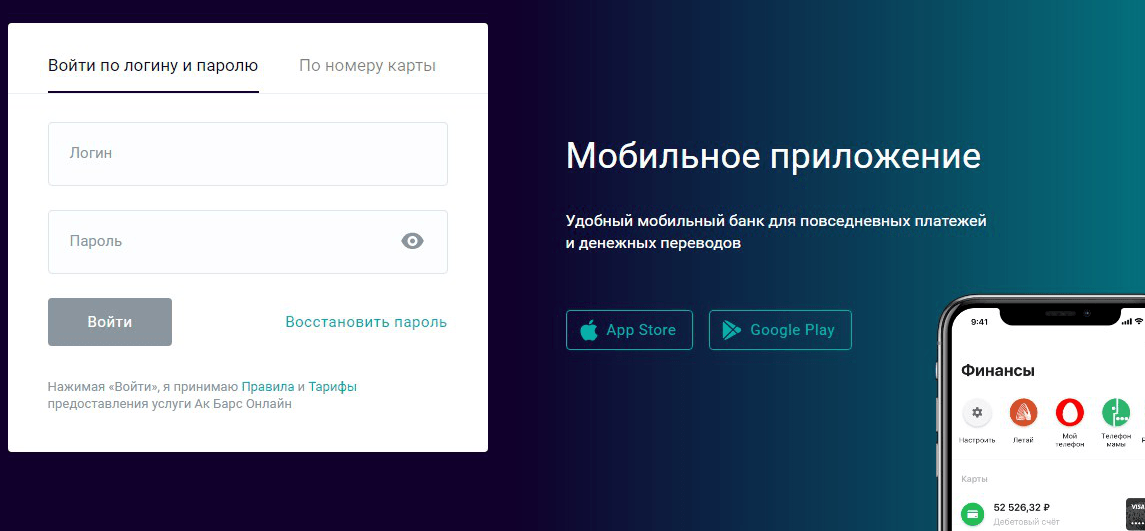 Войти по логину и паролю
По номеру карты
Логин
Пароль
Войти
Восстановить пароль
Нажимая «Войти», я принимаю Правила и Тарифы
предоставления услуги Ак Барс Онлайн
Мобильное приложение
Удобный мобильный банк для повседневных платежей
и денежных переводов
App Store
Google Play
9:41
Финансы
Настроить
Летай
Мой
телефон
Телефон
мамы
Карты
52 526,32 ₽
Дебетовый счёт
VISA